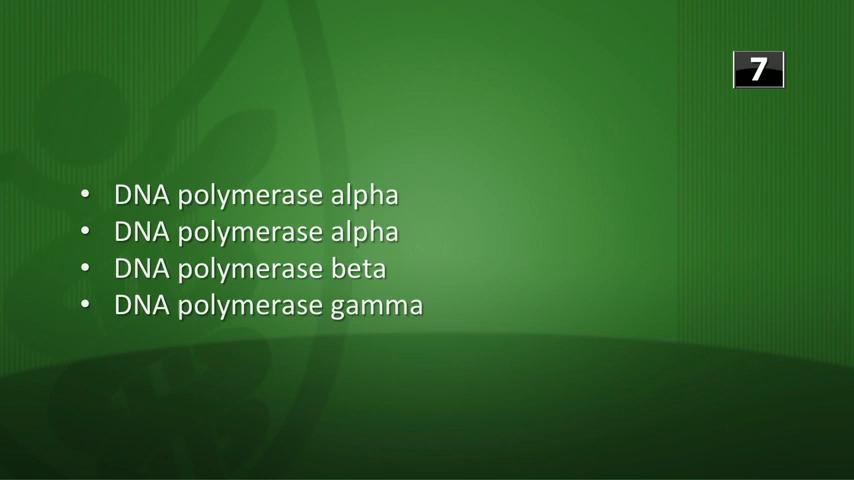 7
• DNA polymerase alpha
• DNA polymerase alpha
• DNA polymerase beta
• DNA polymerase gamma